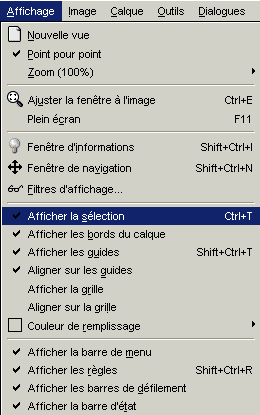 Affichage Image Calque Outils Dialogues
Nouvelle vue
Point pour point
Zoom (100%)
Ajuster la fenêtre à l'image Ctrl+E
Plein écran F11
Fenêtre d'informations Shift+Ctrl+I
Fenêtre de navigation Shift+Ctrl+N
Filtres d'affichage...
Afficher la sélection Ctrl+T
Afficher les bords du calque
Afficher les guides Shift+Ctrl+T
Aligner sur les guides
Afficher la grille
Aligner sur la grille
Couleur de remplissage
Afficher la barre de menu
Afficher les règles Shift+Ctrl+R
Afficher les barres de défilement
Afficher la barre d'état